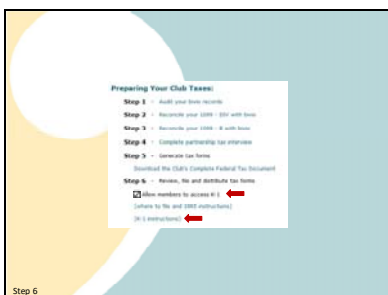 Preparing Your Club Taxes:
Step 1 - Audit your bivio records
Step 2 - Reconcile your 1099 - DIV with bivio
Step 3 - Reconcile your 1099 - B with bivio
Step 4 - Complete partnership tax interview
Step 5 - Generate tax forms
Download the Club's Complete Federal Tax Document
Step 6 - Review, file and distribute tax forms
Allow members to access K-1
[where to file and 1065 instructions]
[K-1 instructions]
Step 6